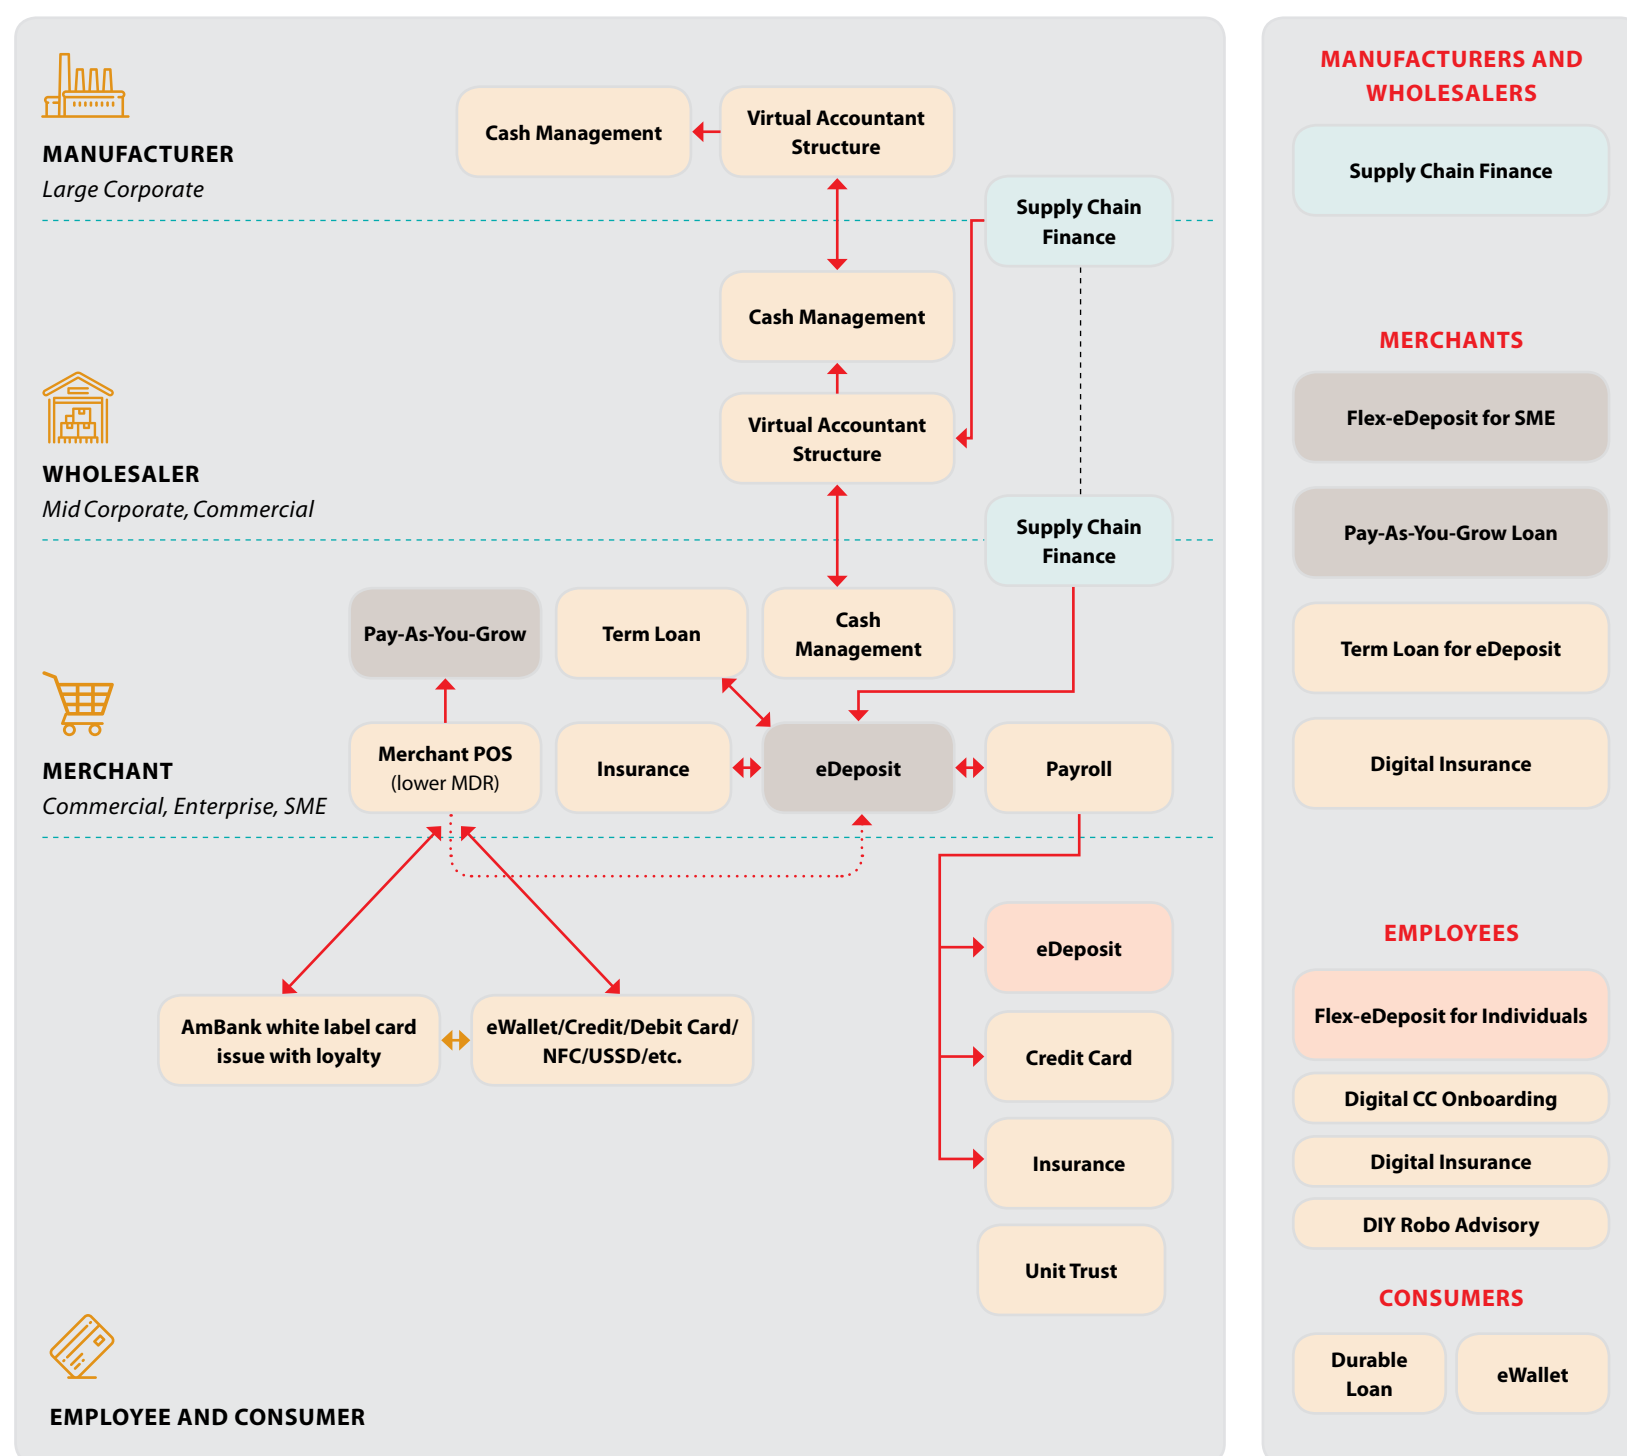 MANUFACTURER
Large Corporate
Cash Management
Virtual Accountant
Structure
Supply Chain
Finance
Cash Management
WHOLESALER
Mid Corporate, Commercial
Virtual Accountant
Structure
Supply Chain
Finance
Pay-As-You-Grow
Term Loan
Cash
Management
MERCHANT
Commercial, Enterprise, SME
Merchant POS
(lower MDR)
Insurance
eDeposit
Payroll
AmBank white label card
issue with loyalty
eWallet/Credit/Debit Card/
NFC/USSD/etc.
eDeposit
Credit Card
Insurance
Unit Trust
EMPLOYEE AND CONSUMER
MANUFACTURERS AND
WHOLESALERS
Supply Chain Finance
MERCHANTS
Flex-eDeposit for SME
Pay-As-You-Grow Loan
Term Loan for eDeposit
Digital Insurance
EMPLOYEES
Flex-eDeposit for Individuals
Digital CC Onboarding
Digital Insurance
DIY Robo Advisory
CONSUMERS
Durable
Loan
eWallet